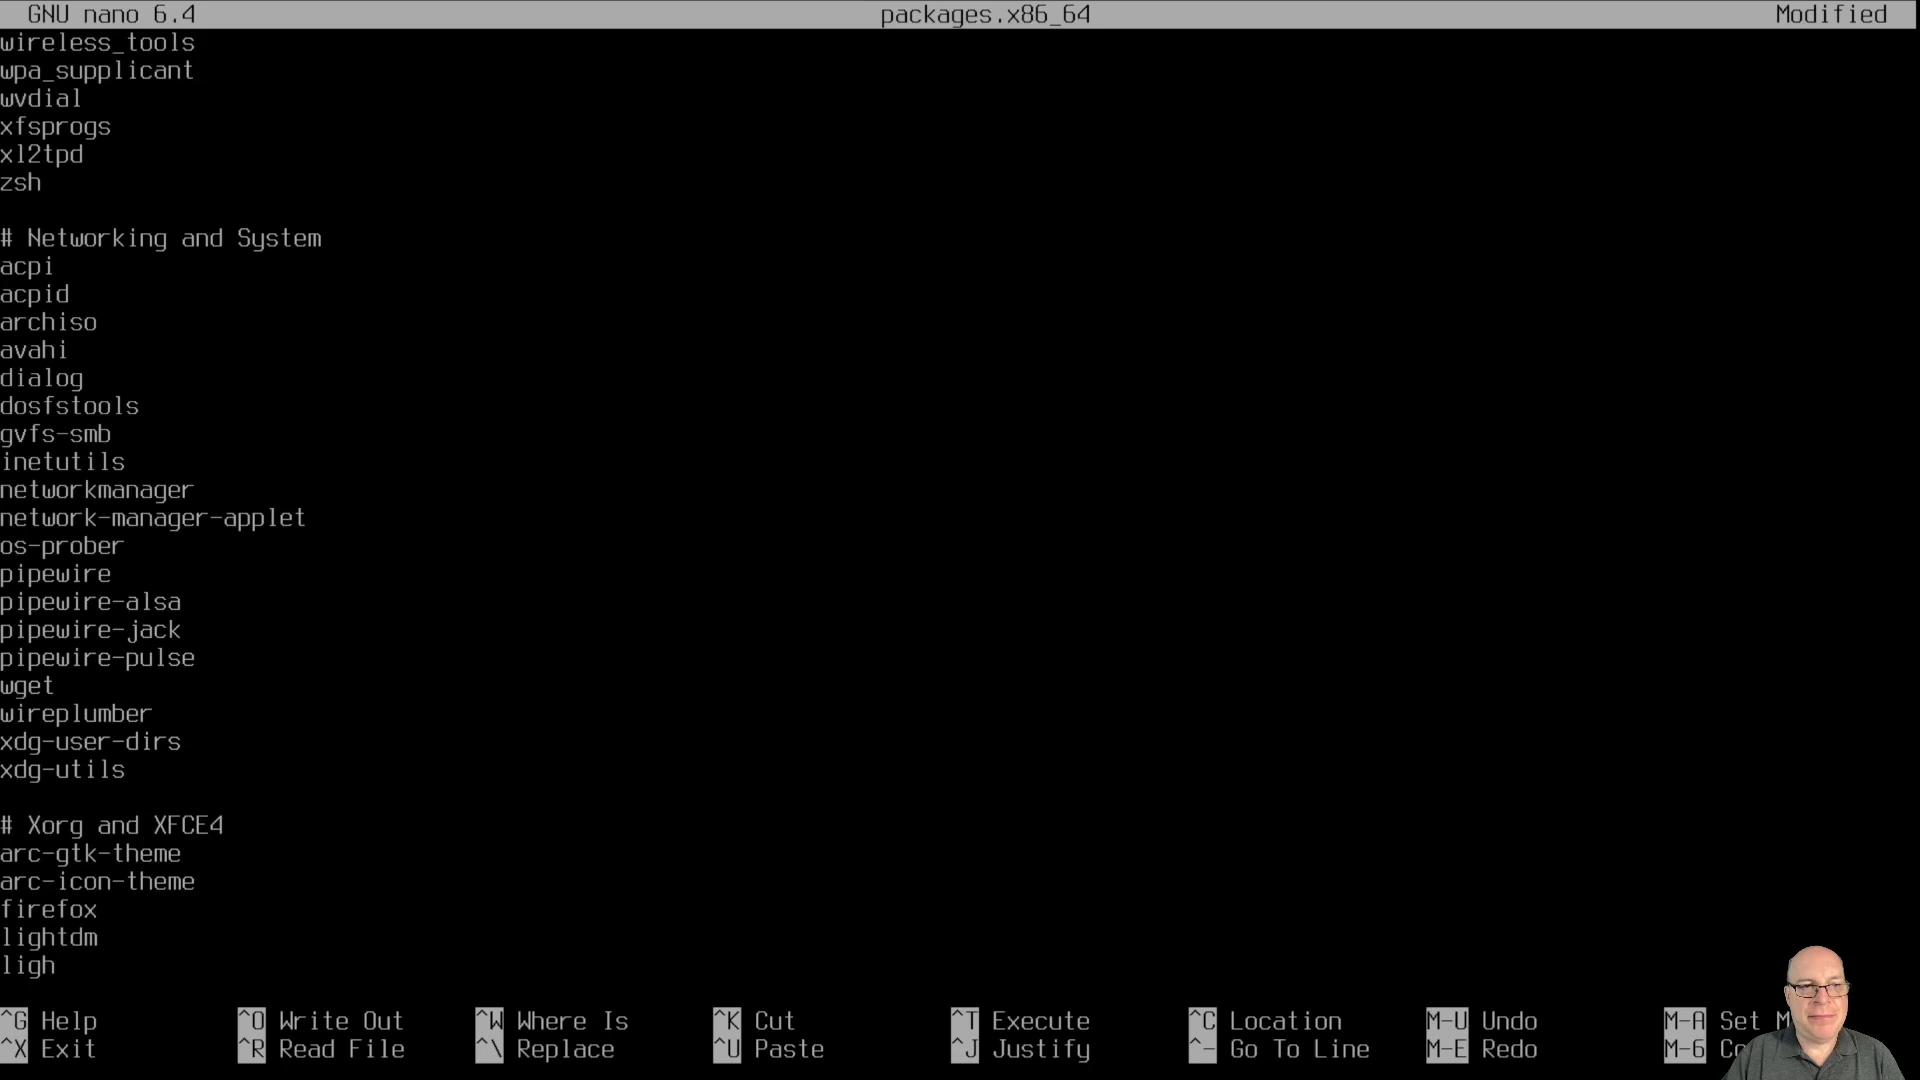 GNU nano 6.4 packages.x86_64 Modified
wireless_tools
wpa_supplicant
wvdial
xfsprogs
xl2tpd
zsh
# Networking and System
acpi
acpid
archiso
avahi
dialog
dosfstools
gvfs-smb
inetutils
networkmanager
network-manager-applet
os-prober
pipewire
pipewire-alsa
pipewire-jack
pipewire-pulse
wget
wireplumber
xdg-user-dirs
xdg-utils
# Xorg and XFCE4
arc-gtk-theme
arc-icon-theme
firefox
lightdm
ligh
^G Help ^O Write Out ^W Where Is ^K Cut ^T Execute ^C Location M-U Undo M-A Set
^X Exit ^R Read File ^\ Replace ^U Paste ^J Justify ^- Go To Line M-E Redo M-6